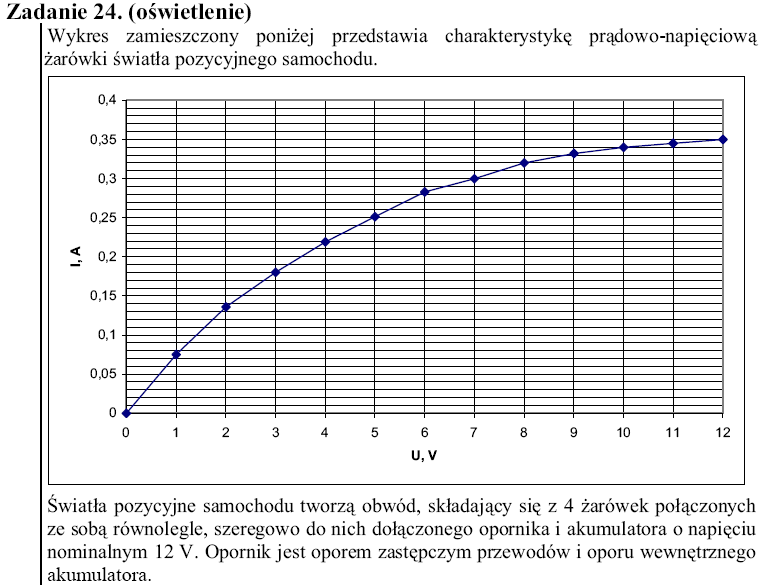 Zadanie 24. (oświetlenie)
Wykres zamieszczony poniżej przedstawia charakterystykę prądowo-napięciową
żarówki światła pozycyjnego samochodu.
0,4
0,35
0,3
0,25
0,2
0,15
0,1
0,05
0
I, A
0 1 2 3 4 5 6 7 8 9 10 11 12
U, V
Światła pozycyjne samochodu tworzą obwód, składający się z 4 żarówek połączonych
ze sobą równolegle, szeregowo do nich dołączonego opornika i akumulatora o napięciu
nominalnym 12 V. Opornik jest oporem zastępczym przewodów i oporu wewnętrznego
akumulatora.